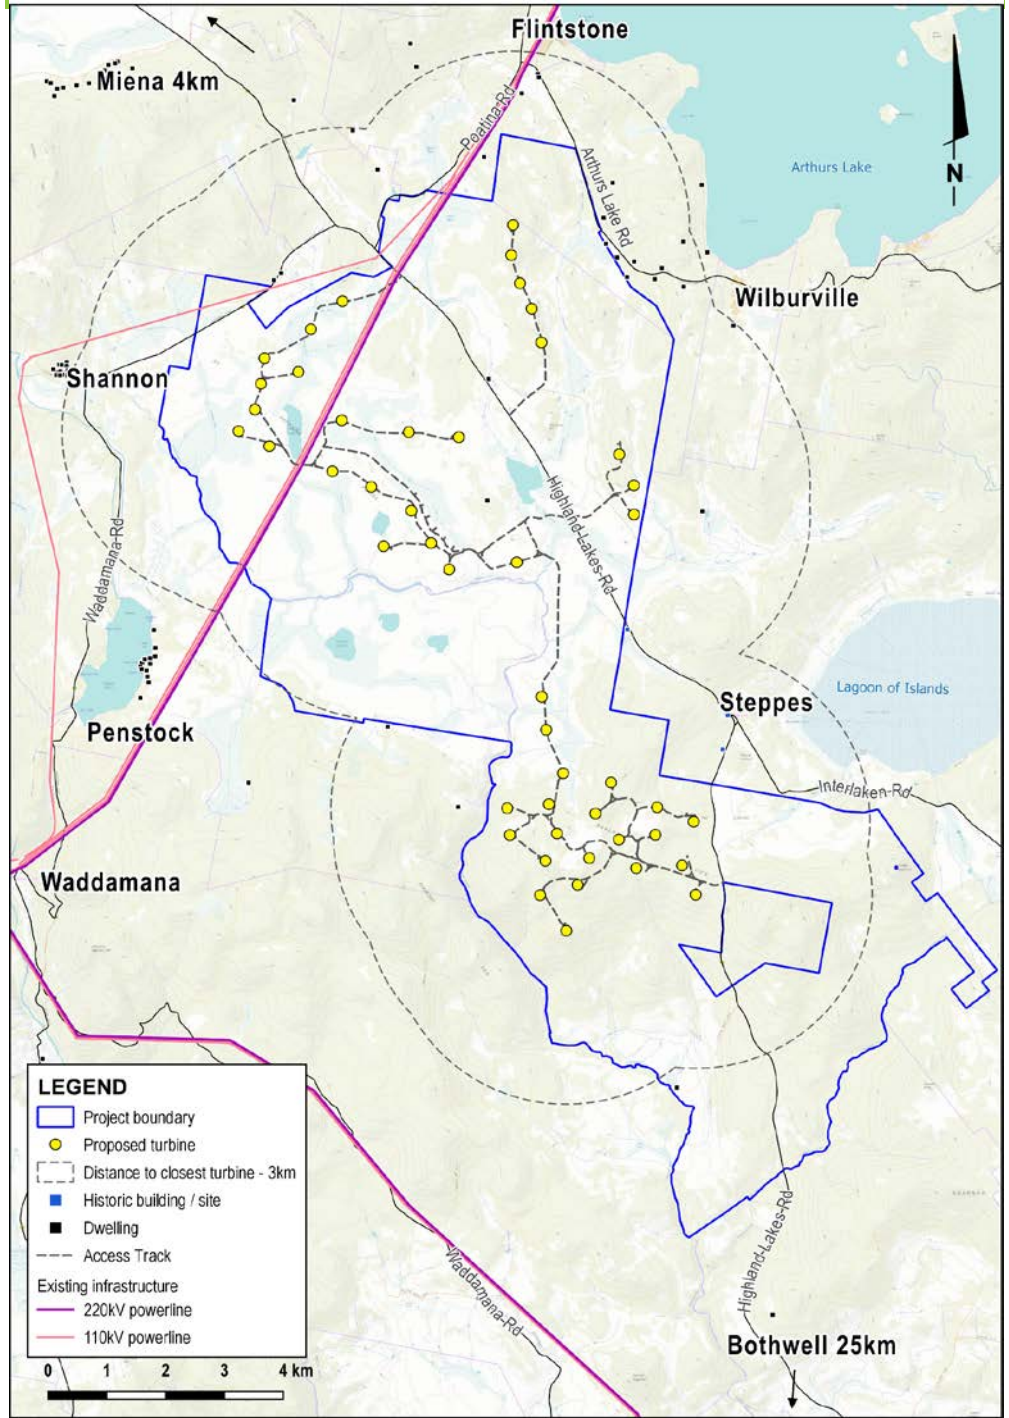 Flintstone
Miena 4km
Poatina-Rd
Arthurs Lake Rd
Arthurs Lake
N
Wilburville
Shannon
Highland-Lakes-Rd
Waddamana-Rd
Lagoon of Islands
Steppes
Penstock
Interlaken-Rd
Waddamana
LEGEND
Project boundary
Proposed turbine
Distance to closest turbine - 3km
Historic building / site
Dwelling
Access Track
Existing infrastructure
220kV powerline
110kV powerline
0 1 2 3 4 km
Waddamana-Rd
Highland-Lakes-Rd
Bothwell 25km